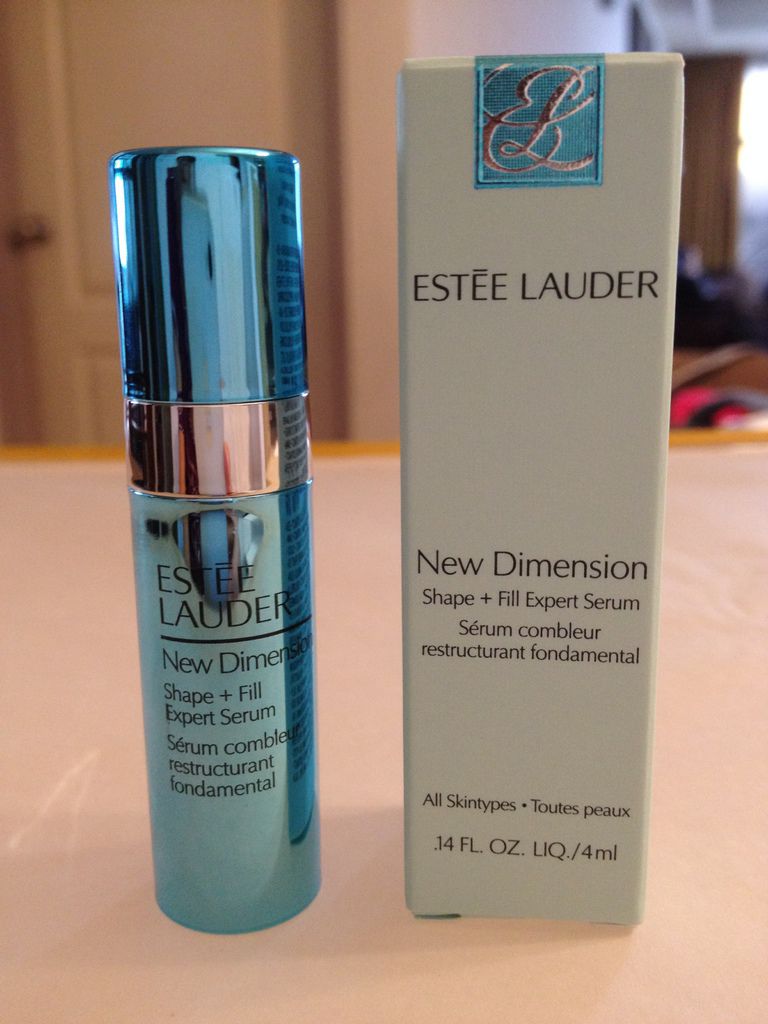 ESTĒE
LAUDER
New Dimension
Shape + Fill
Expert Serum
Sérum combleur
restructurant
fondamental
EL
ESTĒE LAUDER
New Dimension
Shape + Fill Expert Serum
Sérum combleur
restructurant fondamental
All Skintypes • Toutes peaux
.14 FL. OZ. LIQ./4ml